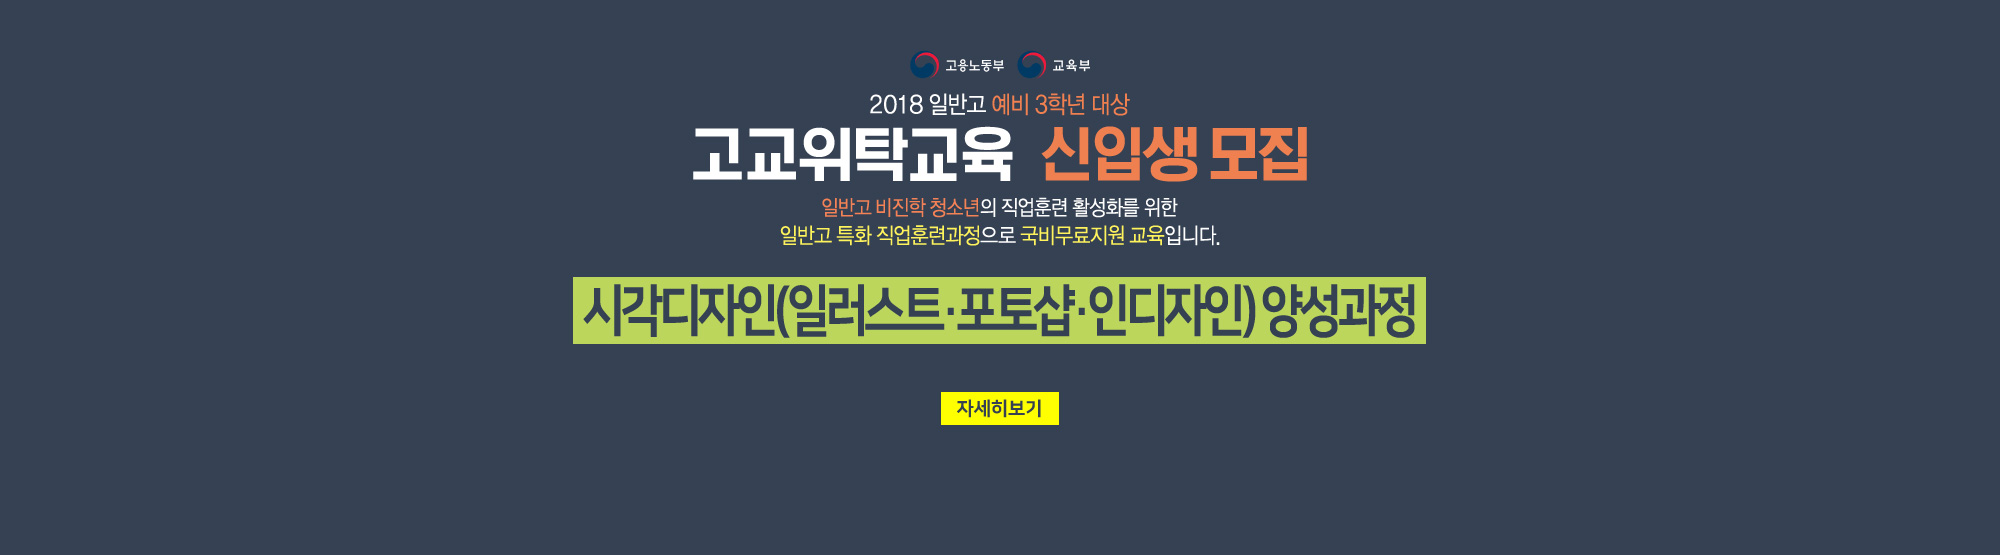 고용노동부 교육부
2018 일반고 예비 3학년 대상
고교위탁교육 신입생 모집
일반고 비진학 청소년의 직업훈련 활성화를 위한
일반고 특화 직업훈련과정으로 국비무료지원 교육입니다.
시각디자인(일러스트·포토샵·인디자인) 양성과정
자세히보기